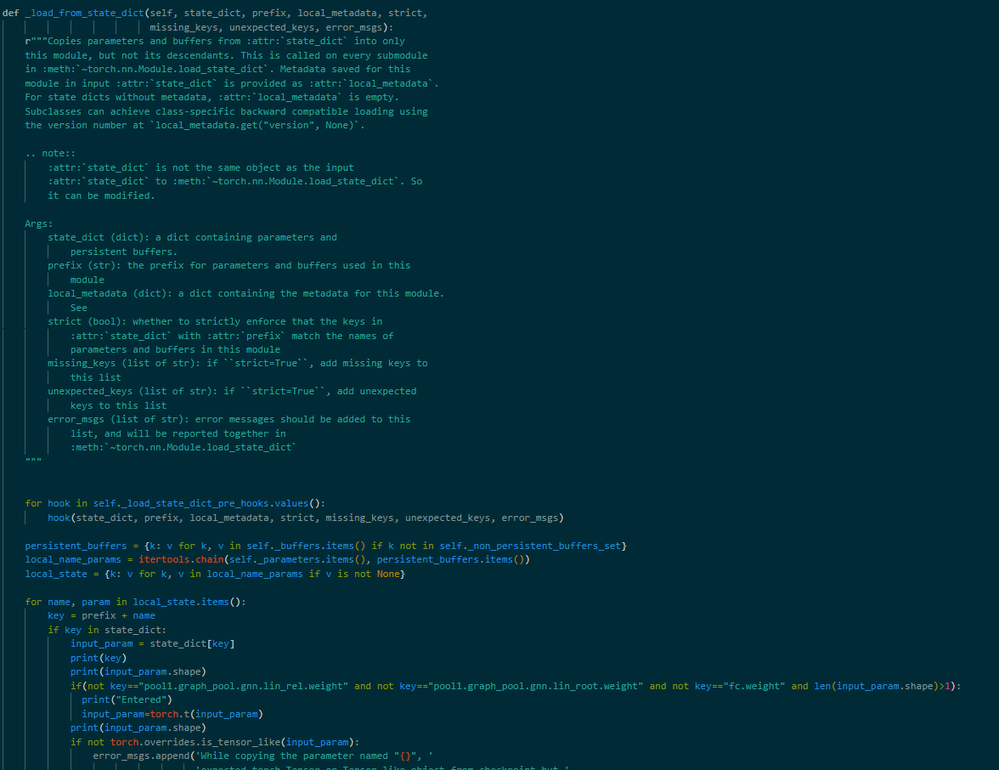 def _load_from_state_dict(self, state_dict, prefix, local_metadata, strict,
missing_keys, unexpected_keys, error_msgs):
r"""Copies parameters and buffers from :attr:`state_dict` into only
this module, but not its descendants. This is called on every submodule
in :meth:`~torch.nn.Module.load_state_dict`. Metadata saved for this
module in input :attr:`state_dict` is provided as :attr:`local_metadata`.
For state dicts without metadata, :attr:`local_metadata` is empty.
Subclasses can achieve class-specific backward compatible loading using
the version number at `local_metadata.get("version", None)`.
.. note::
:attr:`state_dict` is not the same object as the input
:attr:`state_dict` to :meth:`~torch.nn.Module.load_state_dict`. So
it can be modified.
Args:
state_dict (dict): a dict containing parameters and
persistent buffers.
prefix (str): the prefix for parameters and buffers used in this
module
local_metadata (dict): a dict containing the metadata for this module.
See
strict (bool): whether to strictly enforce that the keys in
:attr:`state_dict` with :attr:`prefix` match the names of
parameters and buffers in this module
missing_keys (list of str): if ``strict=True``, add missing keys to
this list
unexpected_keys (list of str): if ``strict=True``, add unexpected
keys to this list
error_msgs (list of str): error messages should be added to this
list, and will be reported together in
:meth:`~torch.nn.Module.load_state_dict`
"""
for hook in self._load_state_dict_pre_hooks.values():
hook(state_dict, prefix, local_metadata, strict, missing_keys, unexpected_keys, error_msgs)
persistent_buffers = {k: v for k, v in self._buffers.items() if k not in self._non_persistent_buffers_set}
local_name_params = itertools.chain(self._parameters.items(), persistent_buffers.items())
local_state = {k: v for k, v in local_name_params if v is not None}
for name, param in local_state.items():
key = prefix + name
if key in state_dict:
input_param = state_dict[key]
print(key)
print(input_param.shape)
if(not key=="pool1.graph_pool.gnn.lin_rel.weight" and not key=="pool1.graph_pool.gnn.lin_root.weight" and not key=="fc.weight" and len(input_param.shape)>1):
print("Entered")
input_param=torch.t(input_param)
print(input_param.shape)
if not torch.overrides.is_tensor_like(input_param):
error_msgs.append('While copying the parameter named "{}", '
'expected torch.Tensor or Tensor-like object from checkpoint but '